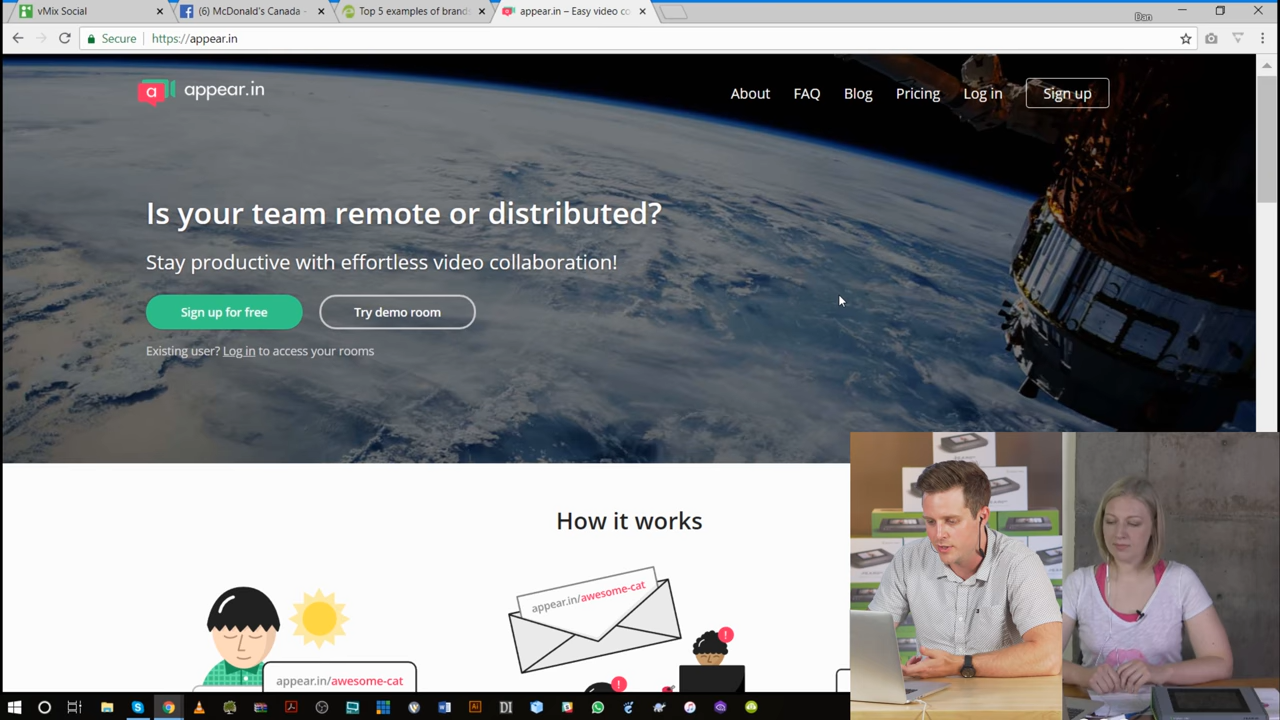 vMix Social
(6) McDonald's Canada -
Top 5 examples of brand
appear.in – Easy video co
Dan
Secure
https://appear.in
a appear.in
About
FAQ
Blog
Pricing
Log in
Sign up
Is your team remote or distributed?
Stay productive with effortless video collaboration!
Sign up for free
Try demo room
Existing user? Log in to access your rooms
How it works
appear.in/awesome-cat
!
!
appear.in/awesome-cat